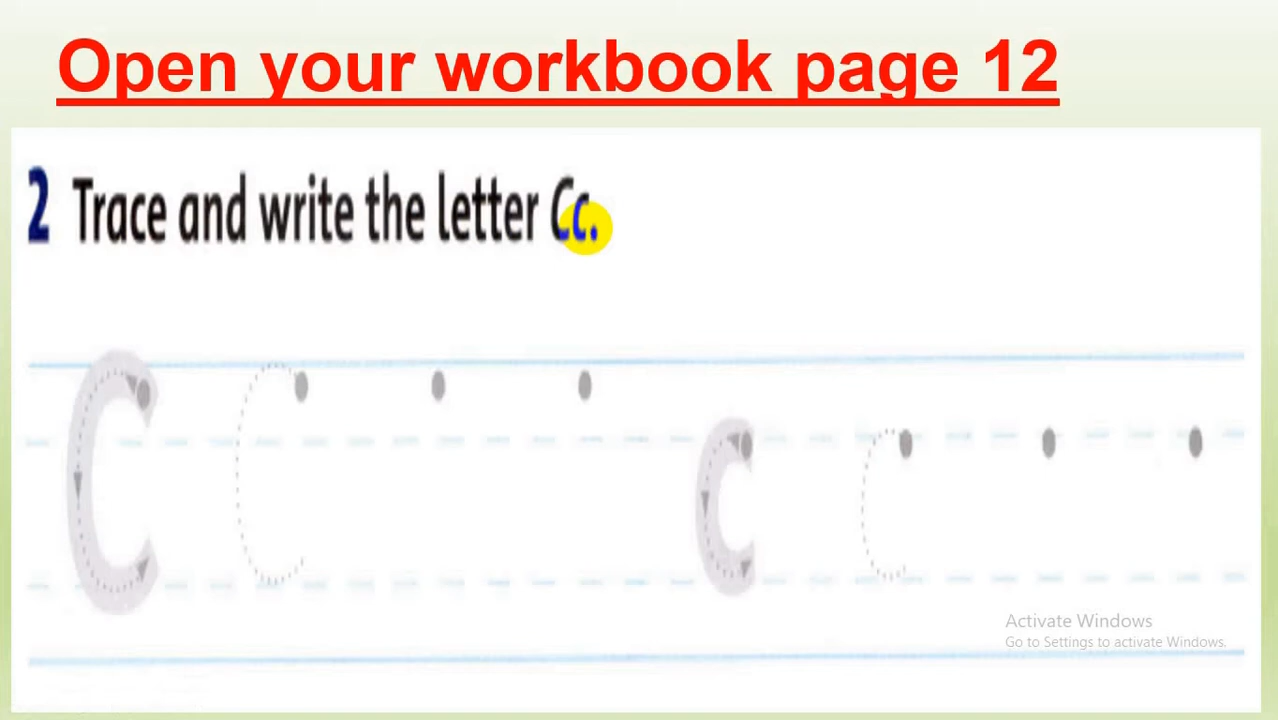 Open your workbook page 12
2 Trace and write the letter Cc.
C C
c c
Activate Windows
Go to Settings to activate Windows.